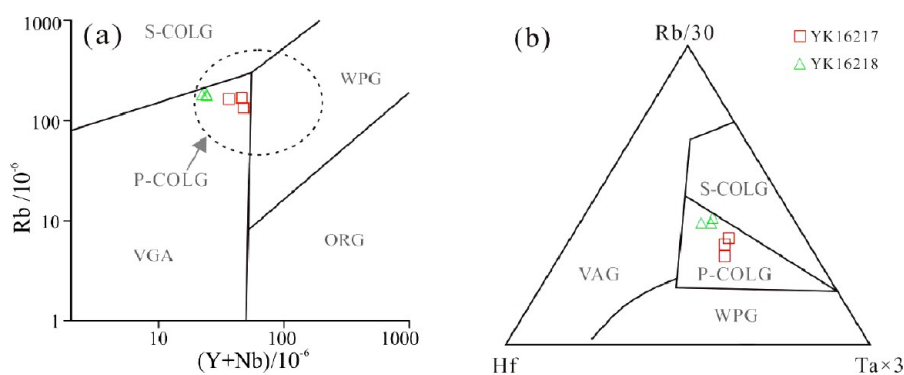 (a)
1000
100
10
1
Rb /10-6
S-COLG
WPG
P-COLG
VGA
ORG
10
100
1000
(Y+Nb)/10-6
(b)
Rb/30
YK16217
YK16218
S-COLG
VAG
P-COLG
WPG
Hf
Ta×3